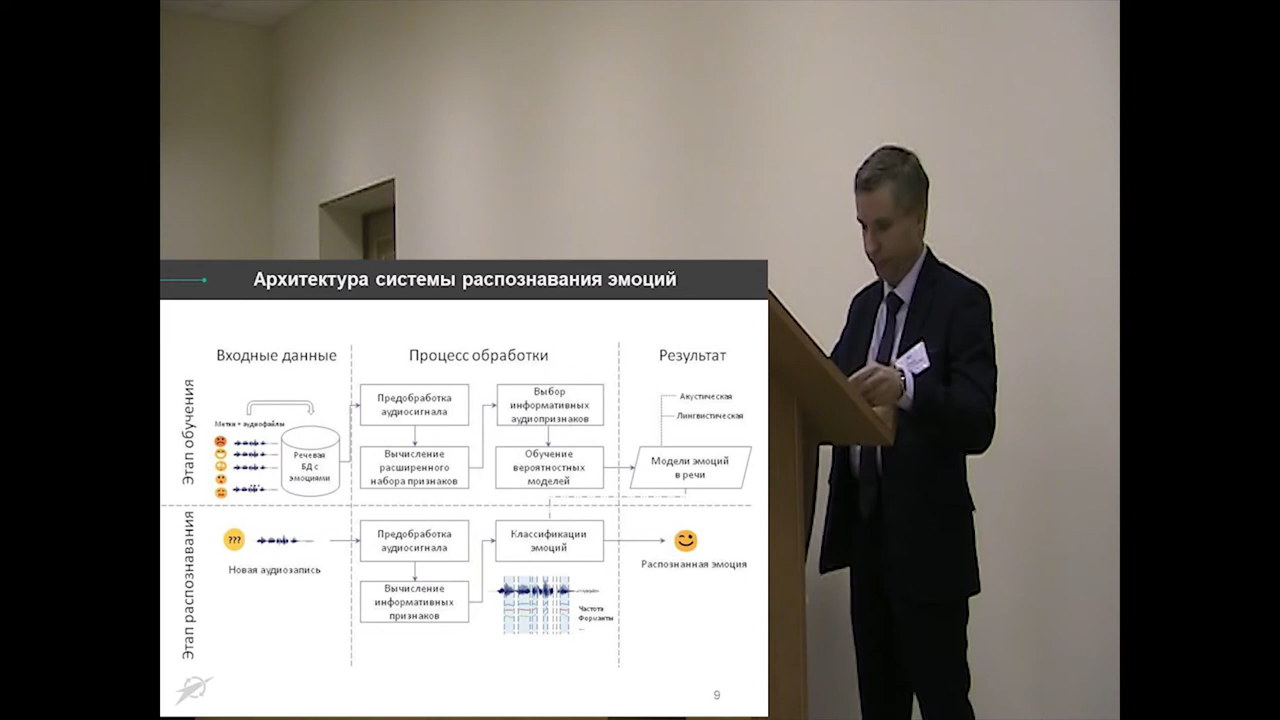 Архитектура системы распознавания эмоций
Входные данные
Процесс обработки
Результат
Этап обучения
Метки + аудиофайлы
Речевая
БД с
эмоциями
Предобработка
аудиосигнала
Вычисление
расширенного
набора признаков
Выбор
информативных
аудиопризнаков
Обучение
вероятностных
моделей
Акустическая
Лингвистическая
Модели эмоций
в речи
Этап распознавания
???
Новая аудиозапись
Предобработка
аудиосигнала
Вычисление
информативных
признаков
Классификации
эмоций
Частота
Форманты
...
Распознанная эмоция
9